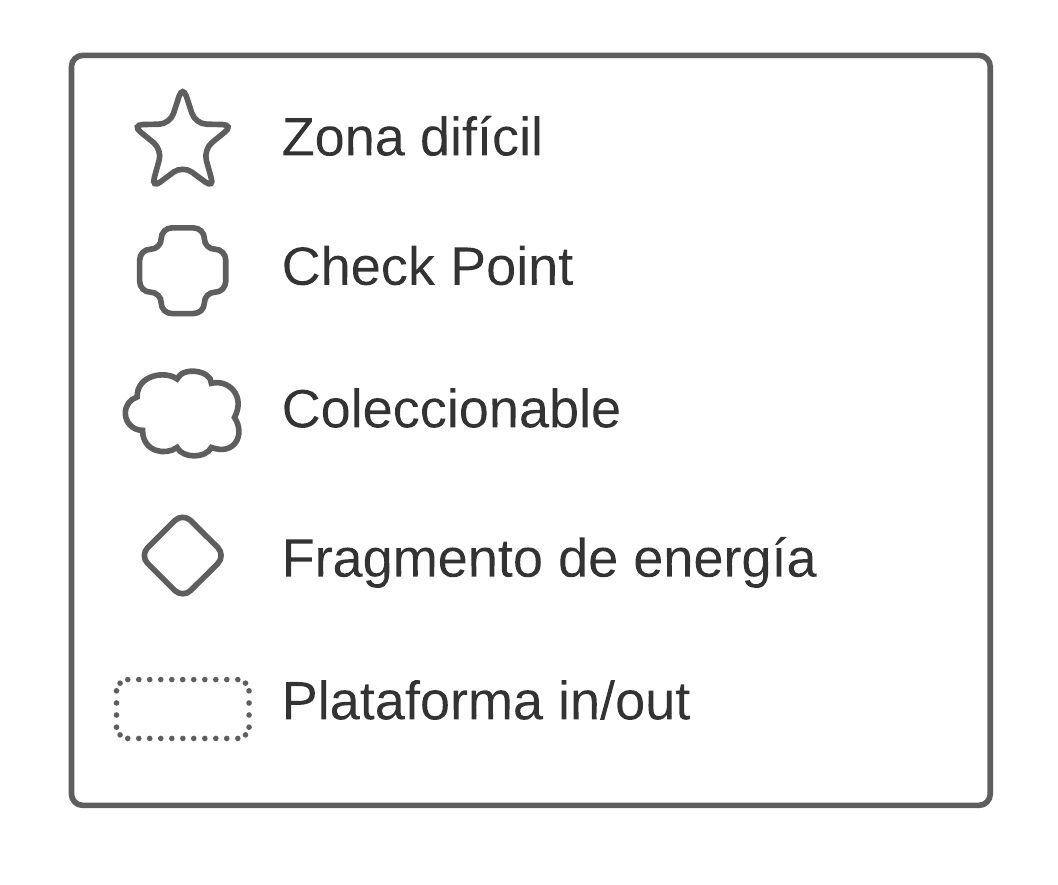 Zona difícil
Check Point
Coleccionable
Fragmento de energía
Plataforma in/out